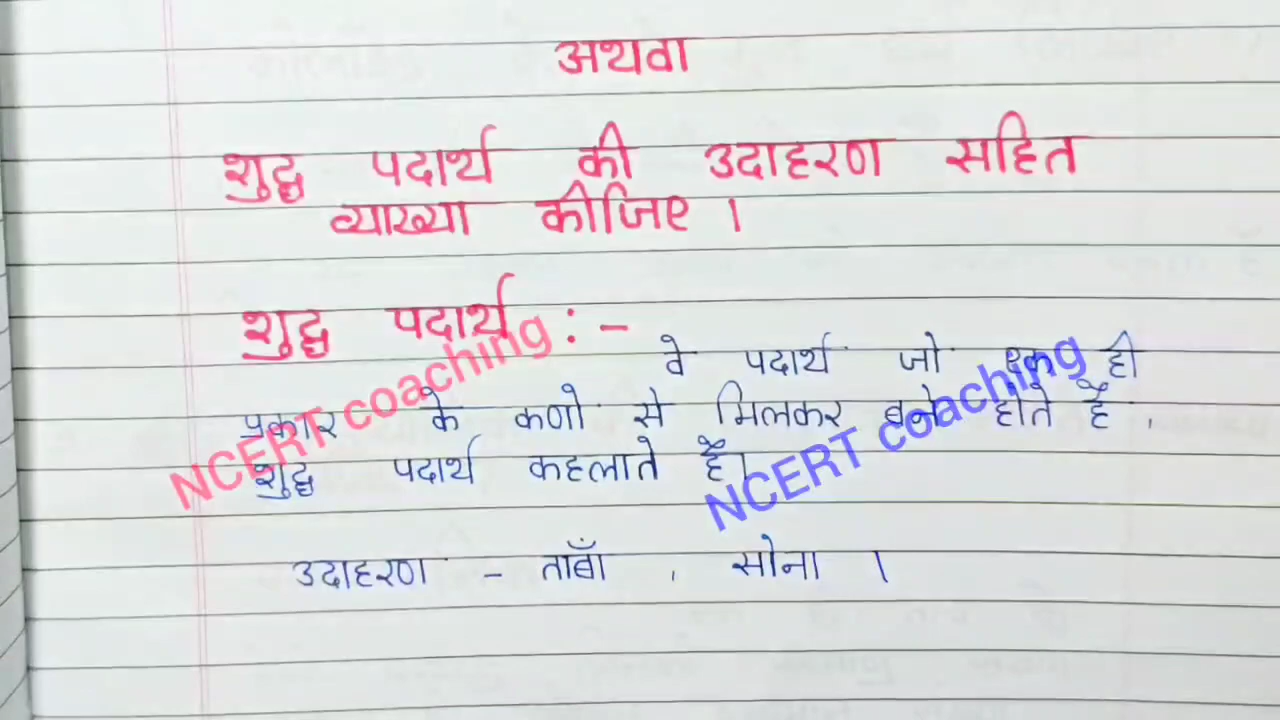 अथवा
शुद्ध पदार्थ की उदाहरण सहित
व्याख्या कीजिए ।
शुद्ध पदार्थ :-
वे पदार्थ जो एक ही
प्रकार के कणो से मिलकर बने होते है ,
शुद्ध पदार्थ कहलाते है।
उदाहरण - ताबाँ , सोना ।
NCERT coaching
NCERT coaching